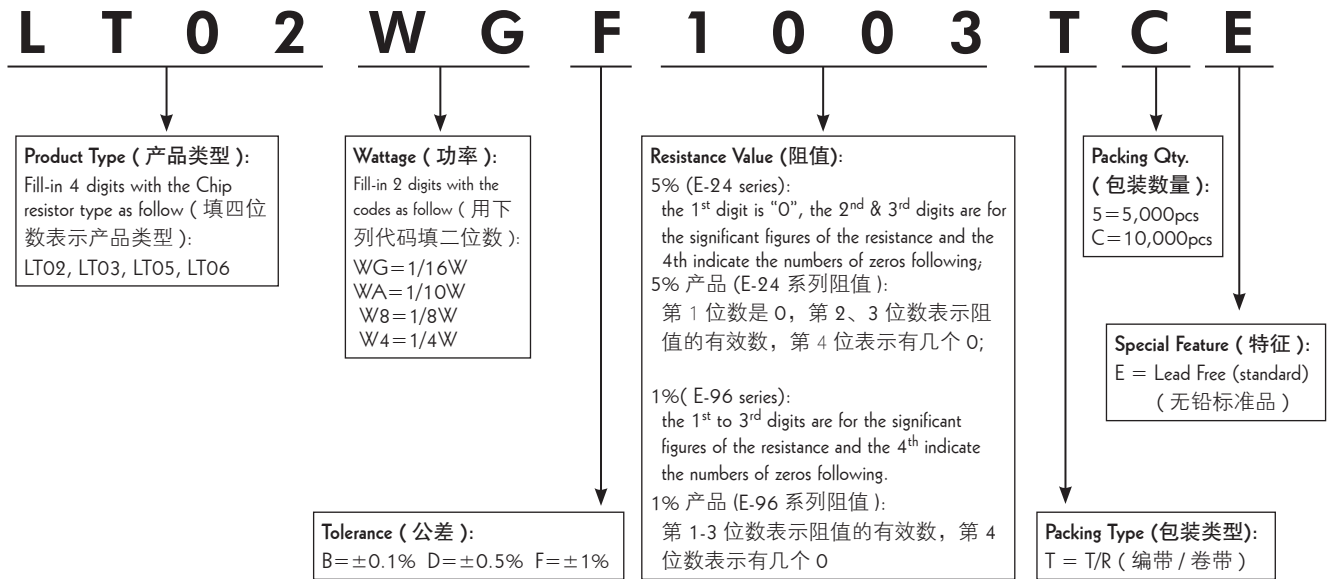 L T 0 2 W G F 1 0 0 3 T C E
Product Type ( 产品类型 ):
Fill-in 4 digits with the Chip
resistor type as follow ( 填四位
数表示产品类型 ):
LT02, LT03, LT05, LT06
Wattage ( 功率 ):
Fill-in 2 digits with the
codes as follow ( 用下
列代码填二位数 ):
WG=1/16W
WA=1/10W
W8=1/8W
W4=1/4W
Tolerance ( 公差 ):
B=±0.1% D=±0.5% F=±1%
Resistance Value (阻值):
5% (E-24 series):
the 1st digit is "0", the 2nd & 3rd digits are for
the significant figures of the resistance and the
4th indicate the numbers of zeros following;
5% 产品 (E-24 系列阻值 ):
第 1 位数是 0，第 2、3 位数表示阻
值的有效数，第 4 位表示有几个 0;
1%( E-96 series):
the 1st to 3rd digits are for the significant
figures of the resistance and the 4th indicate
the numbers of zeros following.
1% 产品 (E-96 系列阻值 ):
第 1-3 位数表示阻值的有效数，第 4
位数表示有几个 0
Packing Qty.
( 包装数量 ):
5=5,000pcs
C=10,000pcs
Special Feature ( 特征 ):
E = Lead Free (standard)
( 无铅标准品 )
Packing Type (包装类型):
T = T/R ( 编带 / 卷带 )